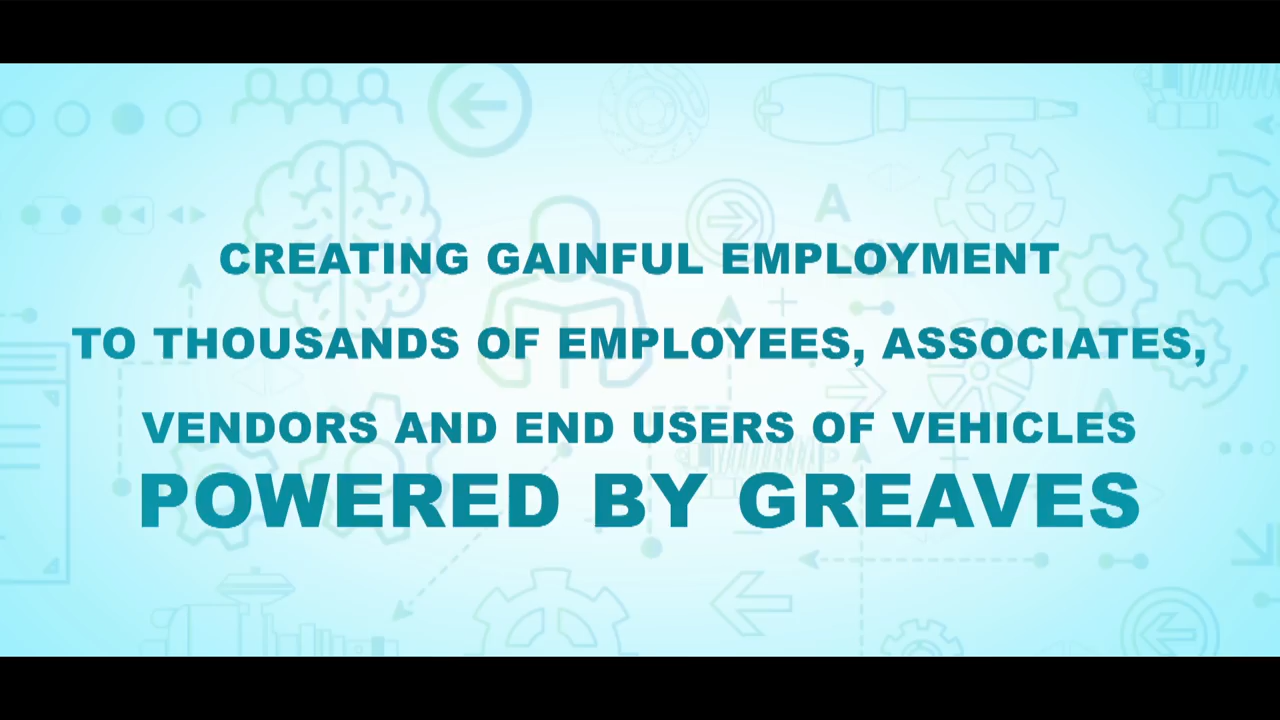 CREATING GAINFUL EMPLOYMENT
TO THOUSANDS OF EMPLOYEES, ASSOCIATES,
VENDORS AND END USERS OF VEHICLES
POWERED BY GREAVES
A
A